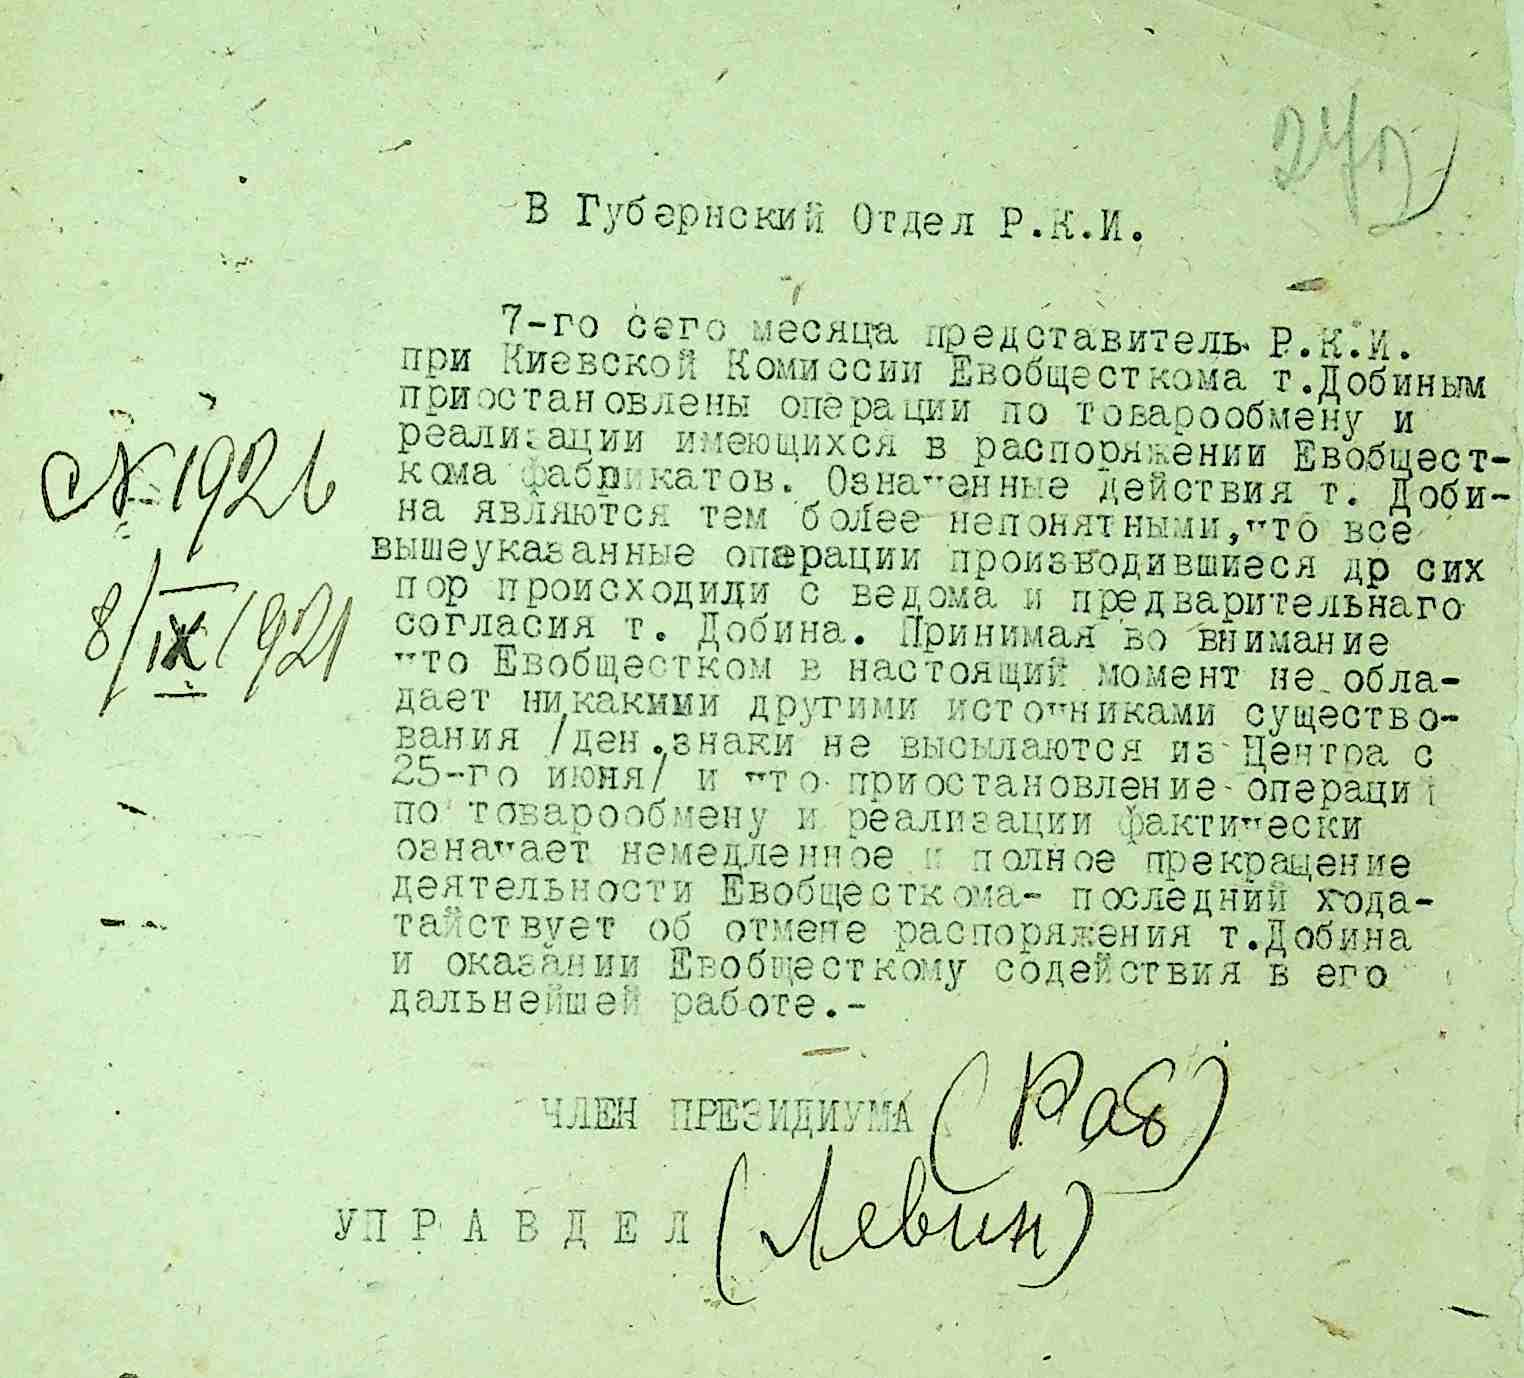 В Губернский Отдел Р.К.И.
7-го сего месяца представитель Р.К.И.
при Киевской Комиссии Евобщесткома т.Добиным
приостановлены операции по товарообмену и
реализации имеющихся в распоряжении Евобщест-
кома фабрикатов. Означенные действия т. Доби-
на являются тем более непонятными,что все
вышеуказанные операции производившиеся др сих
пор происходили с ведома и предварительнаго
согласия т. Добина. Принимая во внимание
что Евобщестком в настоящий момент не обла-
дает никакими другими источниками существо-
вания /ден.знаки не высылаются из Центра с
25-го июня/ и что приостановление операций
по товарообмену и реализации фактически
означает немедленное и полное прекращение
деятельности Евобщесткома- последний хода-
тайствует об отмене распоряжения т.Добина
и оказании Евобщесткому содействия в его
дальнейшей работе.-
№ 1926
8/IX 1921
ЧЛЕН ПРЕЗИДИУМА (Раб)
УПРАВДЕЛ (Левин)